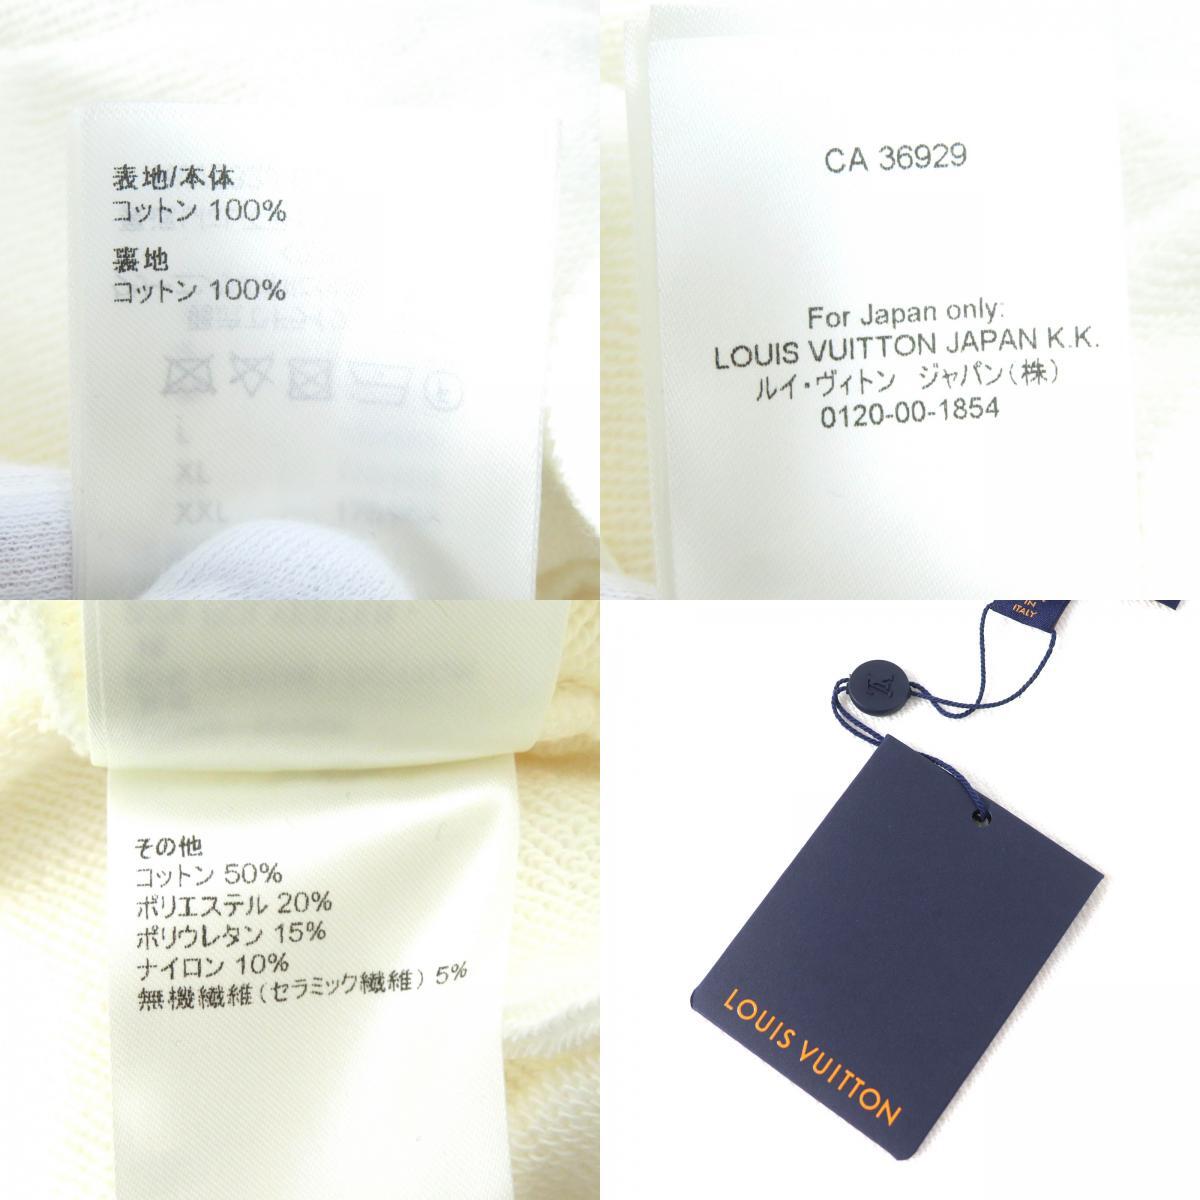 表地/本体
コットン 100%
裏地
コットン 100%
L
XL
XXL
CA 36929
For Japan only:
LOUIS VUITTON JAPAN K.K.
ルイ・ヴィトン ジャパン(株)
0120-00-1854
その他
コットン 50%
ポリエステル 20%
ポリウレタン 15%
ナイロン 10%
無機繊維(セラミック繊維) 5%
IN
ITALY
LOUIS VUITTON